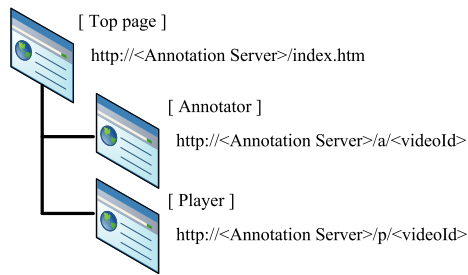 [ Top page ]
http://<Annotation Server>/index.htm
[ Annotator ]
http://<Annotation Server>/a/<videoId>
[ Player ]
http://<Annotation Server>/p/<videoId>